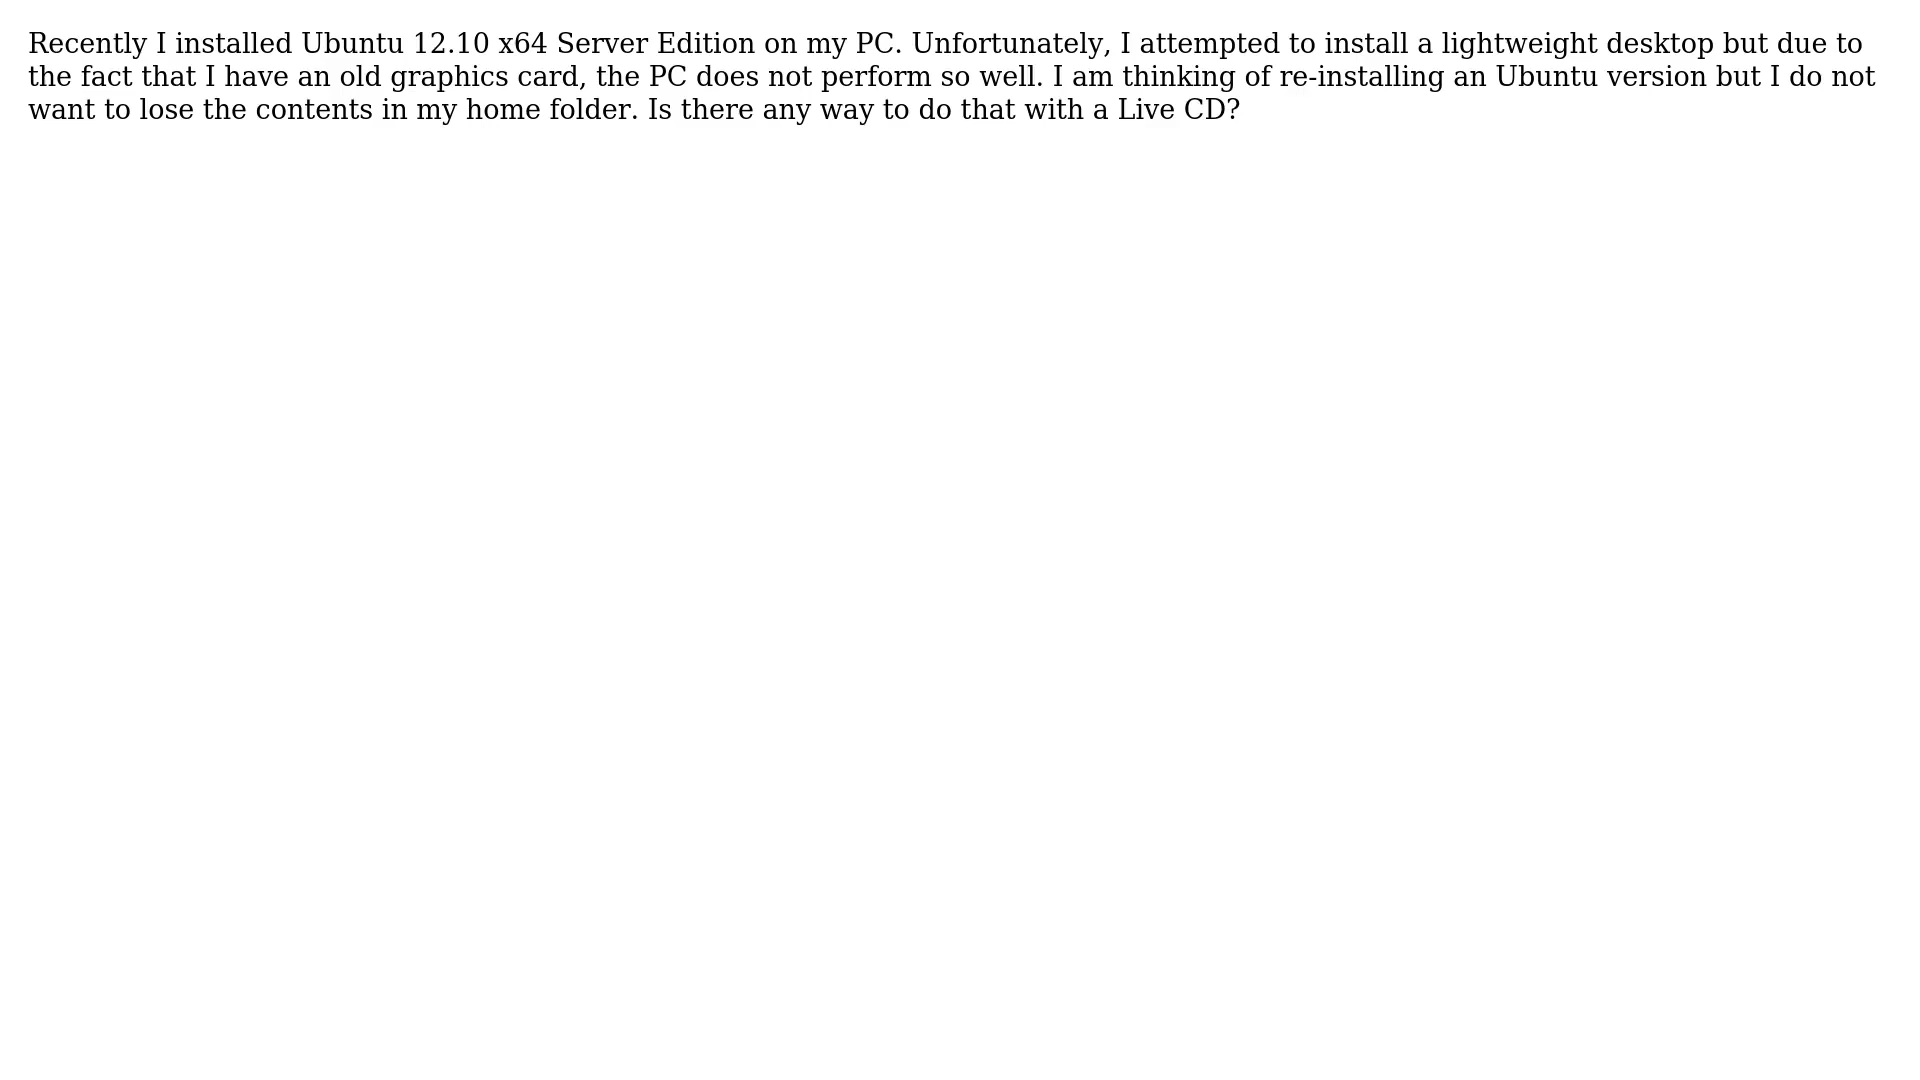 Recently I installed Ubuntu 12.10 x64 Server Edition on my PC. Unfortunately, I attempted to install a lightweight desktop but due to
the fact that I have an old graphics card, the PC does not perform so well. I am thinking of re-installing an Ubuntu version but I do not
want to lose the contents in my home folder. Is there any way to do that with a Live CD?